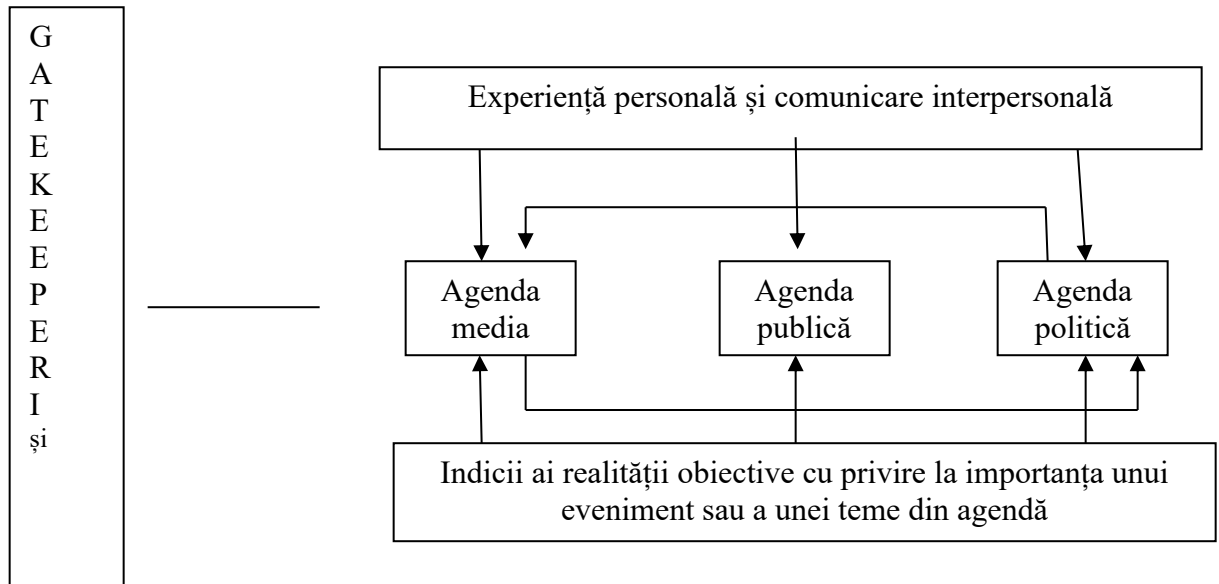 G
A
T
E
K
E
E
P
E
R
I
și
Experiență personală și comunicare interpersonală
Agenda
media
Agenda
publică
Agenda
politică
Indicii ai realității obiective cu privire la importanța unui
eveniment sau a unei teme din agendă